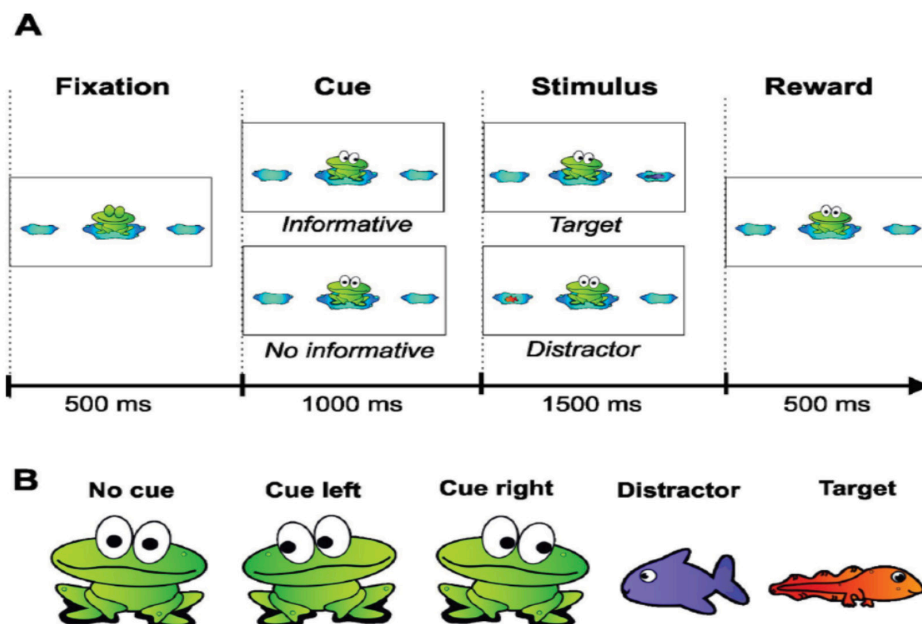 A
Fixation Cue Stimulus Reward
Informative Target
No informative Distractor
500 ms 1000 ms 1500 ms 500 ms
B
No cue Cue left Cue right Distractor Target